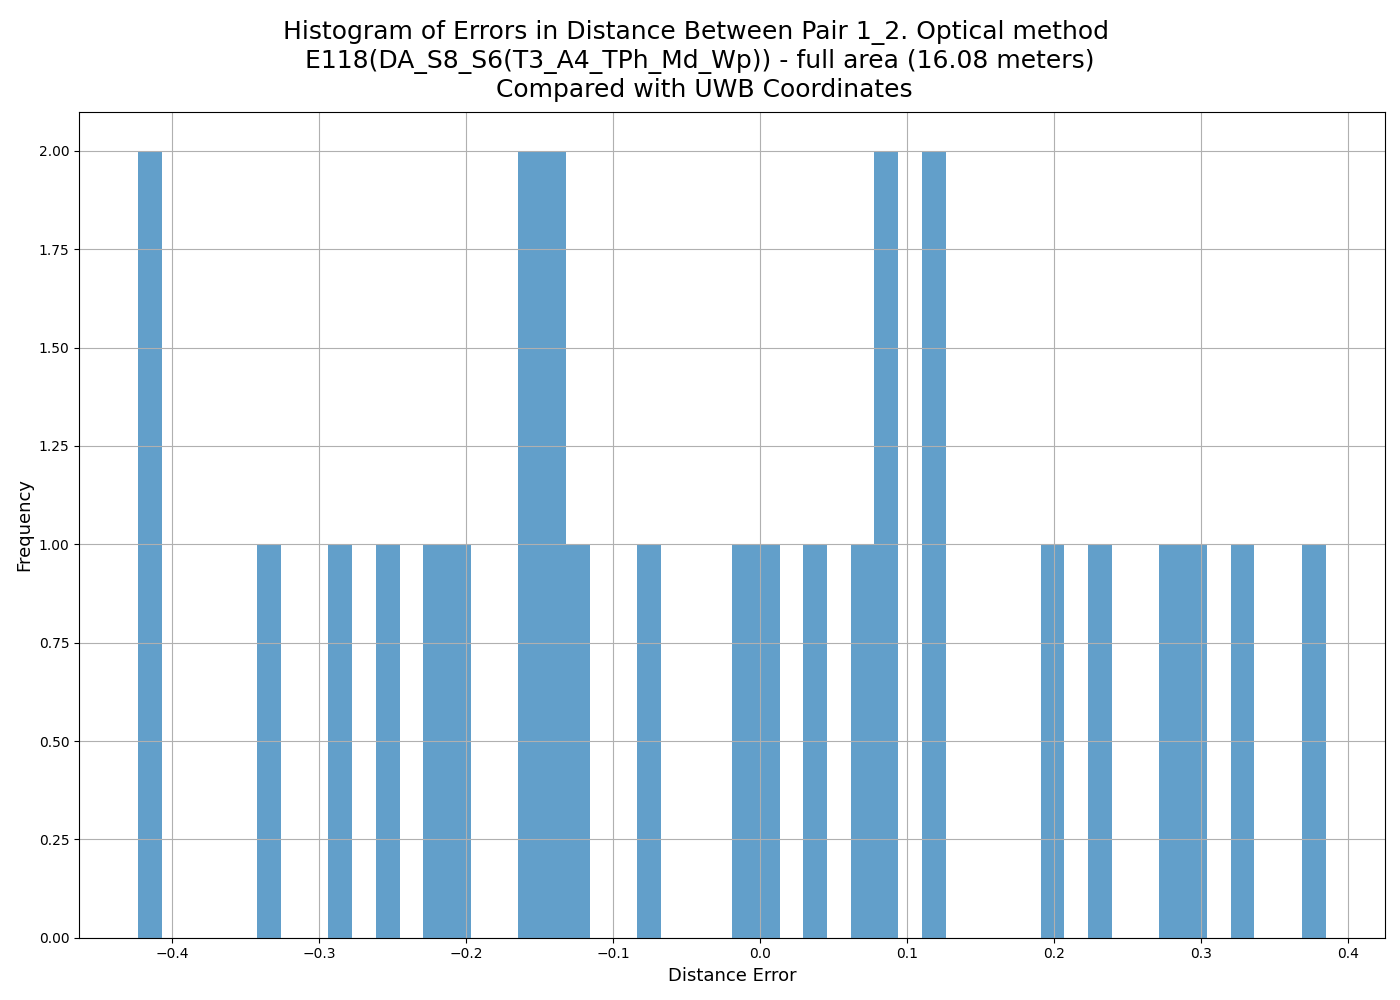 Histogram of Errors in Distance Between Pair 1_2. Optical method
E118(DA_S8_S6(T3_A4_TPh_Md_Wp)) - full area (16.08 meters)
Compared with UWB Coordinates
2.00
1.75
1.50
1.25
1.00
0.75
0.50
0.25
0.00
Frequency
−0.4 −0.3 −0.2 −0.1 0.0 0.1 0.2 0.3 0.4
Distance Error